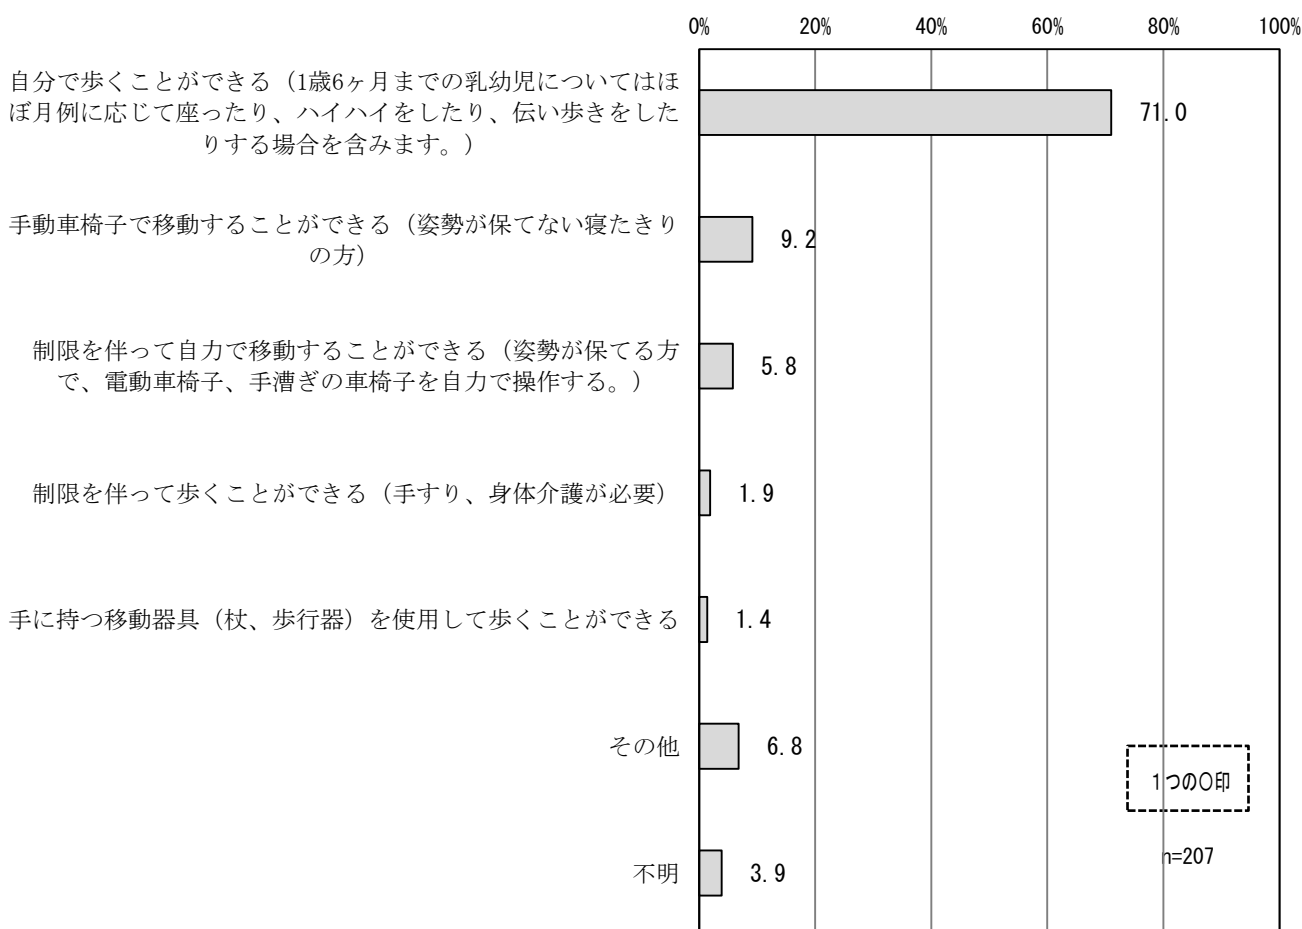 0% 20% 40% 60% 80% 100%
自分で歩くことができる（1歳6ヶ月までの乳幼児についてはほ
ぼ月例に応じて座ったり、ハイハイをしたり、伝い歩きをした
りする場合を含みます。）
71.0
手動車椅子で移動することができる（姿勢が保てない寝たきり
の方）
9.2
制限を伴って自力で移動することができる（姿勢が保てる方
で、電動車椅子、手漕ぎの車椅子を自力で操作する。）
5.8
制限を伴って歩くことができる（手すり、身体介護が必要）
1.9
手に持つ移動器具（杖、歩行器）を使用して歩くことができる
1.4
その他
6.8
1つの〇印
n=207
不明
3.9